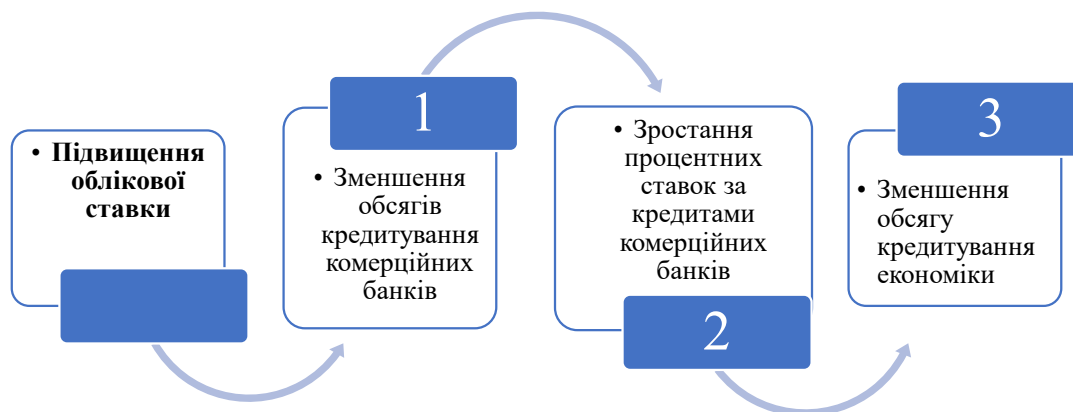 • Підвищення
облікової
ставки
1
• Зменшення
обсягів
кредитування
комерційних
банків
• Зростання
процентних
ставок за
кредитами
комерційних
банків
2
3
• Зменшення
обсягу
кредитування
економіки